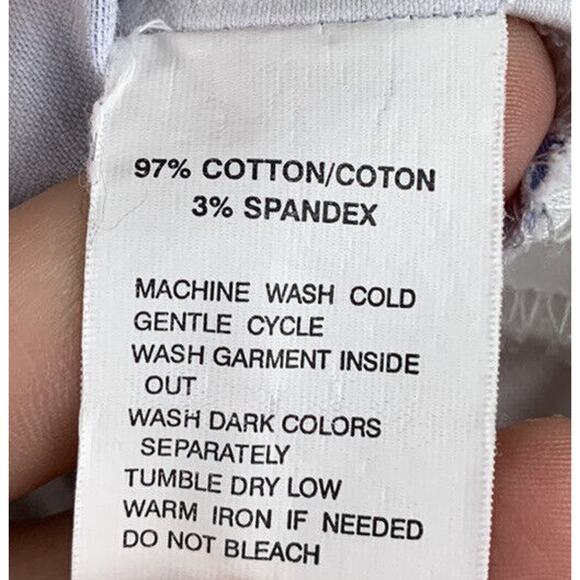 97% COTTON/COTON
3% SPANDEX
MACHINE WASH COLD
GENTLE CYCLE
WASH GARMENT INSIDE
OUT
WASH DARK COLORS
SEPARATELY
TUMBLE DRY LOW
WARM IRON IF NEEDED
DO NOT BLEACH